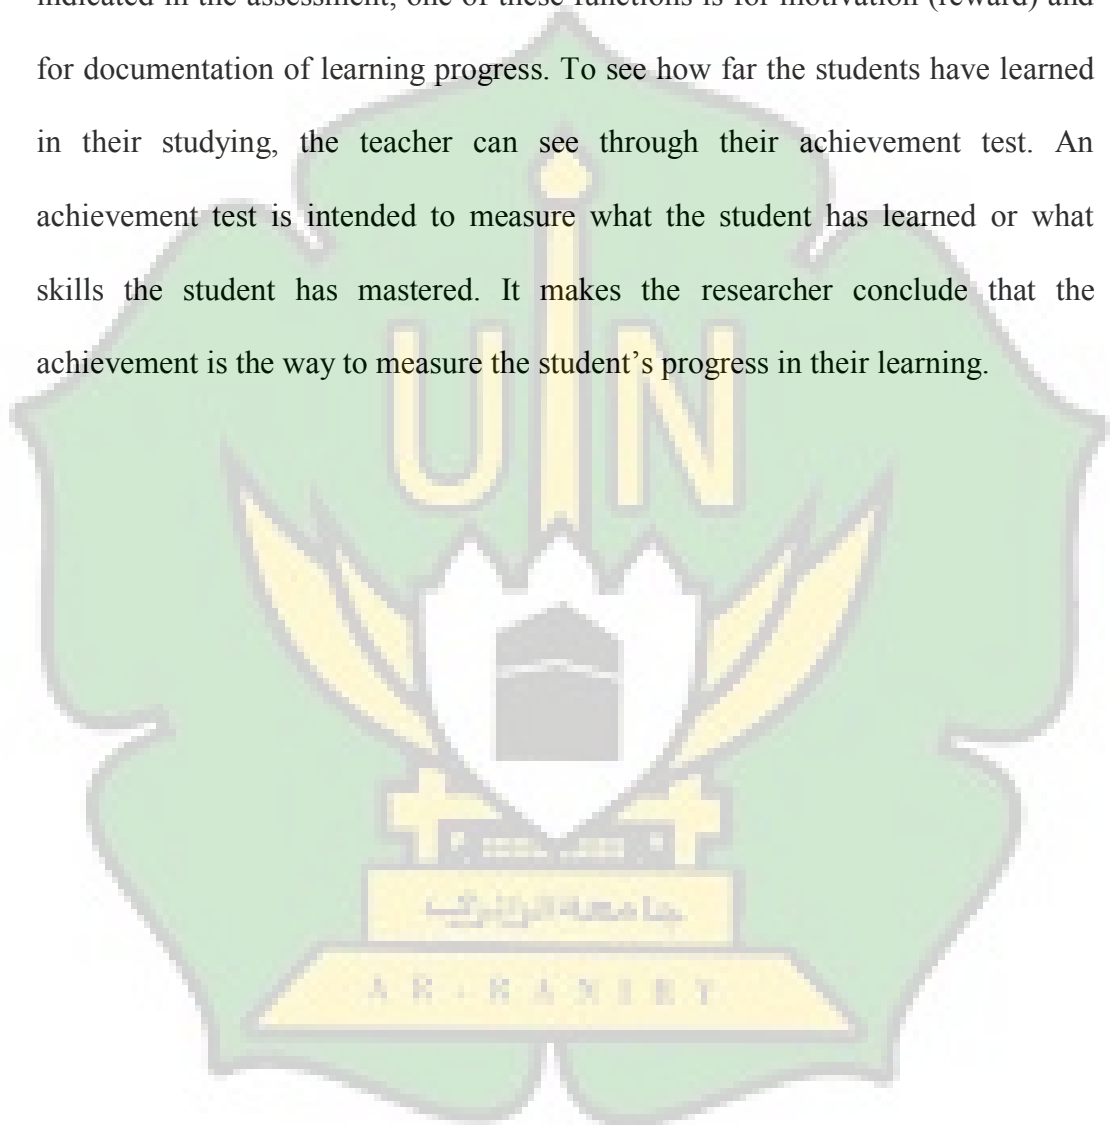 indicated in the assessment, one of these functions is for motivation (reward) and
for documentation of learning progress. To see how far the students have learned
in their studying, the teacher can see through their achievement test. An
achievement test is intended to measure what the student has learned or what
skills the student has mastered. It makes the researcher conclude that the
achievement is the way to measure the student’s progress in their learning.
UIN
جامعة الرانيري
AR-RANIRY